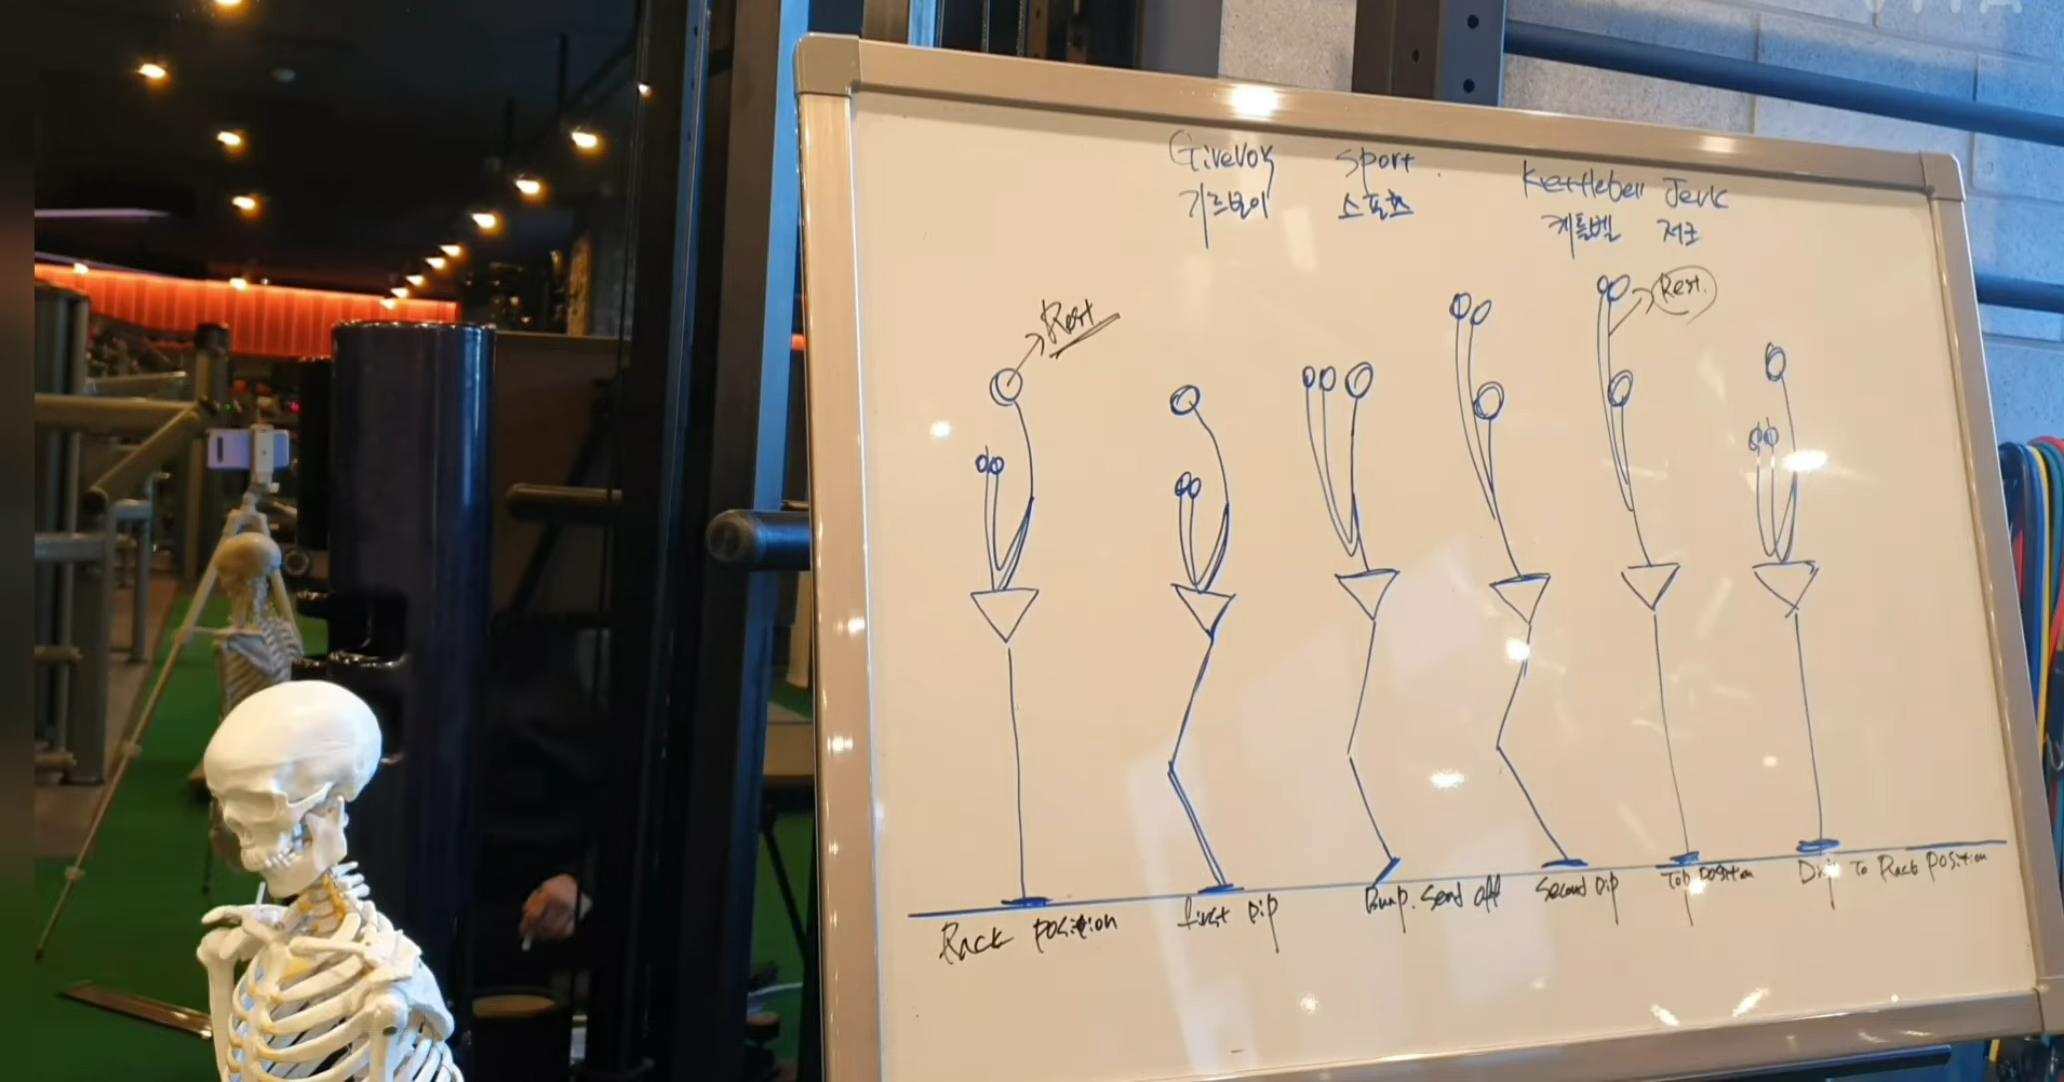 Girevoy Sport
기르보이 스포츠
Kettlebell Jerk
케틀벨 저크
Rest.
Rest.
Rack Position
First Dip
Bump. Send off
Second Dip
Top Position
Drop To Rack Position